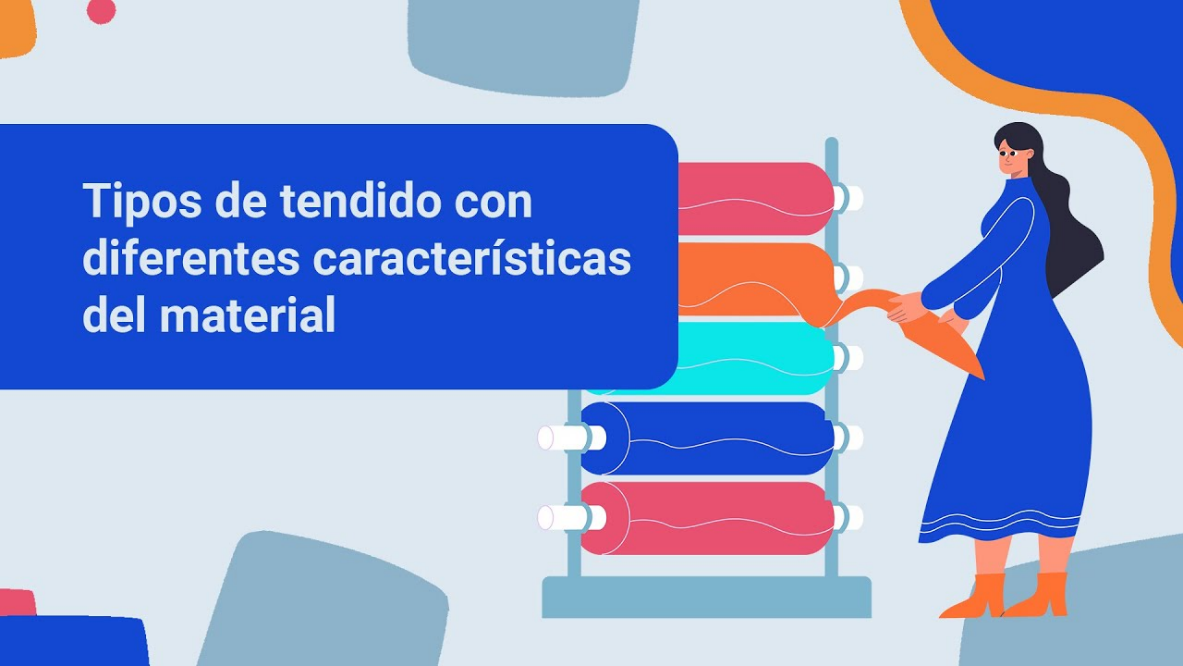 Tipos de tendido con
diferentes características
del material